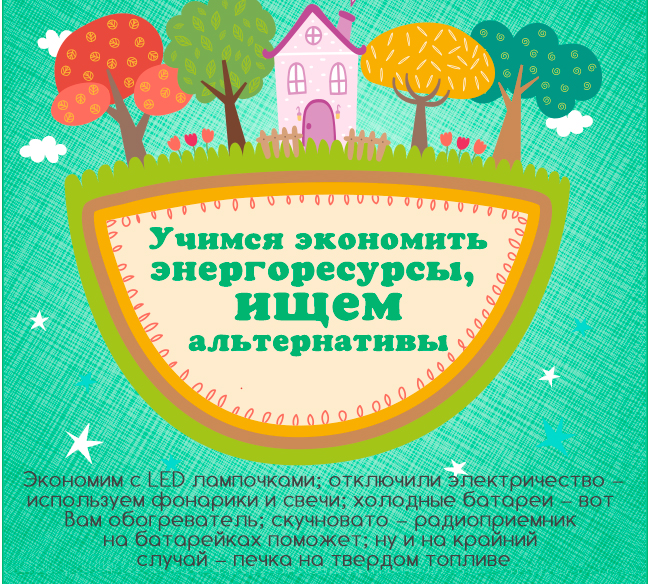 Учимся экономить
энергоресурсы,
ищем
альтернативы
Экономим с LED лампочками; отключили электричество –
используем фонарики и свечи; холодные батареи – вот
Вам обогреватель; скучновато – радиоприемник
на батарейках поможет; ну и на крайний
случай – печка на твердом топливе